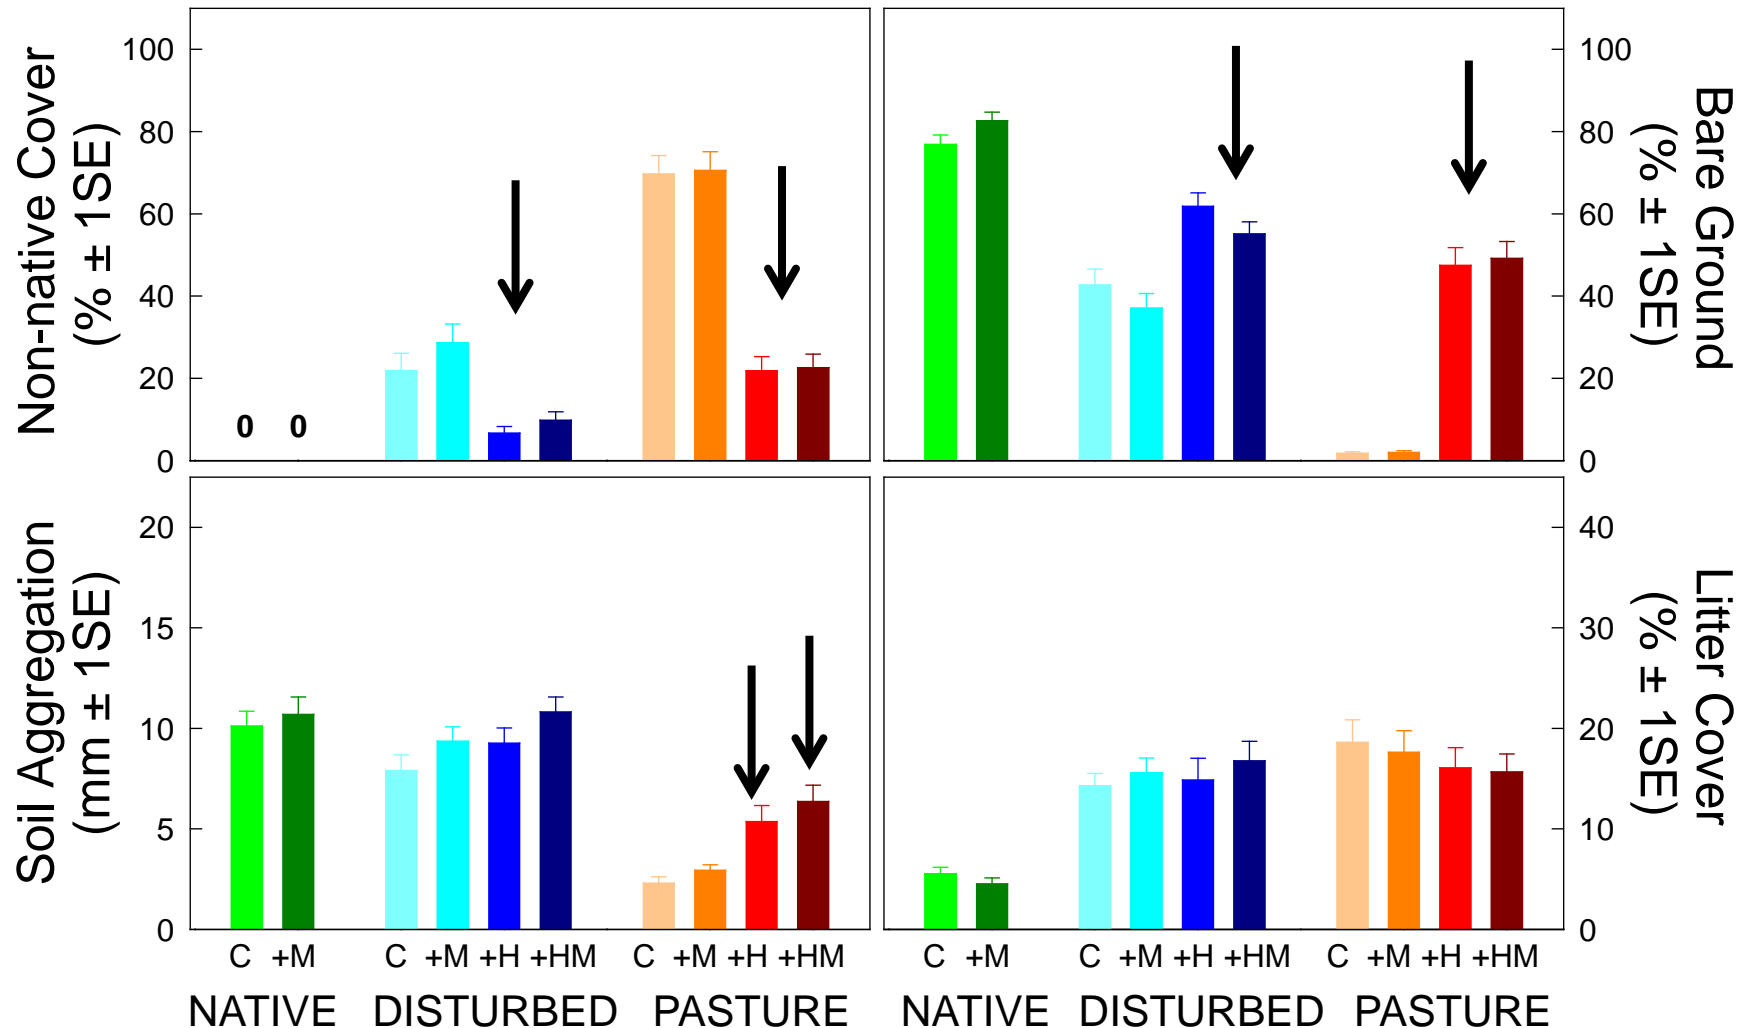 Non-native Cover
(% ± 1SE)
100
80
60
40
20
0
0 0
100
80
60
40
20
0
Bare Ground
(% ± 1SE)
Soil Aggregation
(mm ± 1SE)
20
15
10
5
0
40
30
20
10
0
Litter Cover
(% ± 1SE)
C +M C +M +H +HM C +M +H +HM
NATIVE DISTURBED PASTURE
C +M C +M +H +HM C +M +H +HM
NATIVE DISTURBED PASTURE